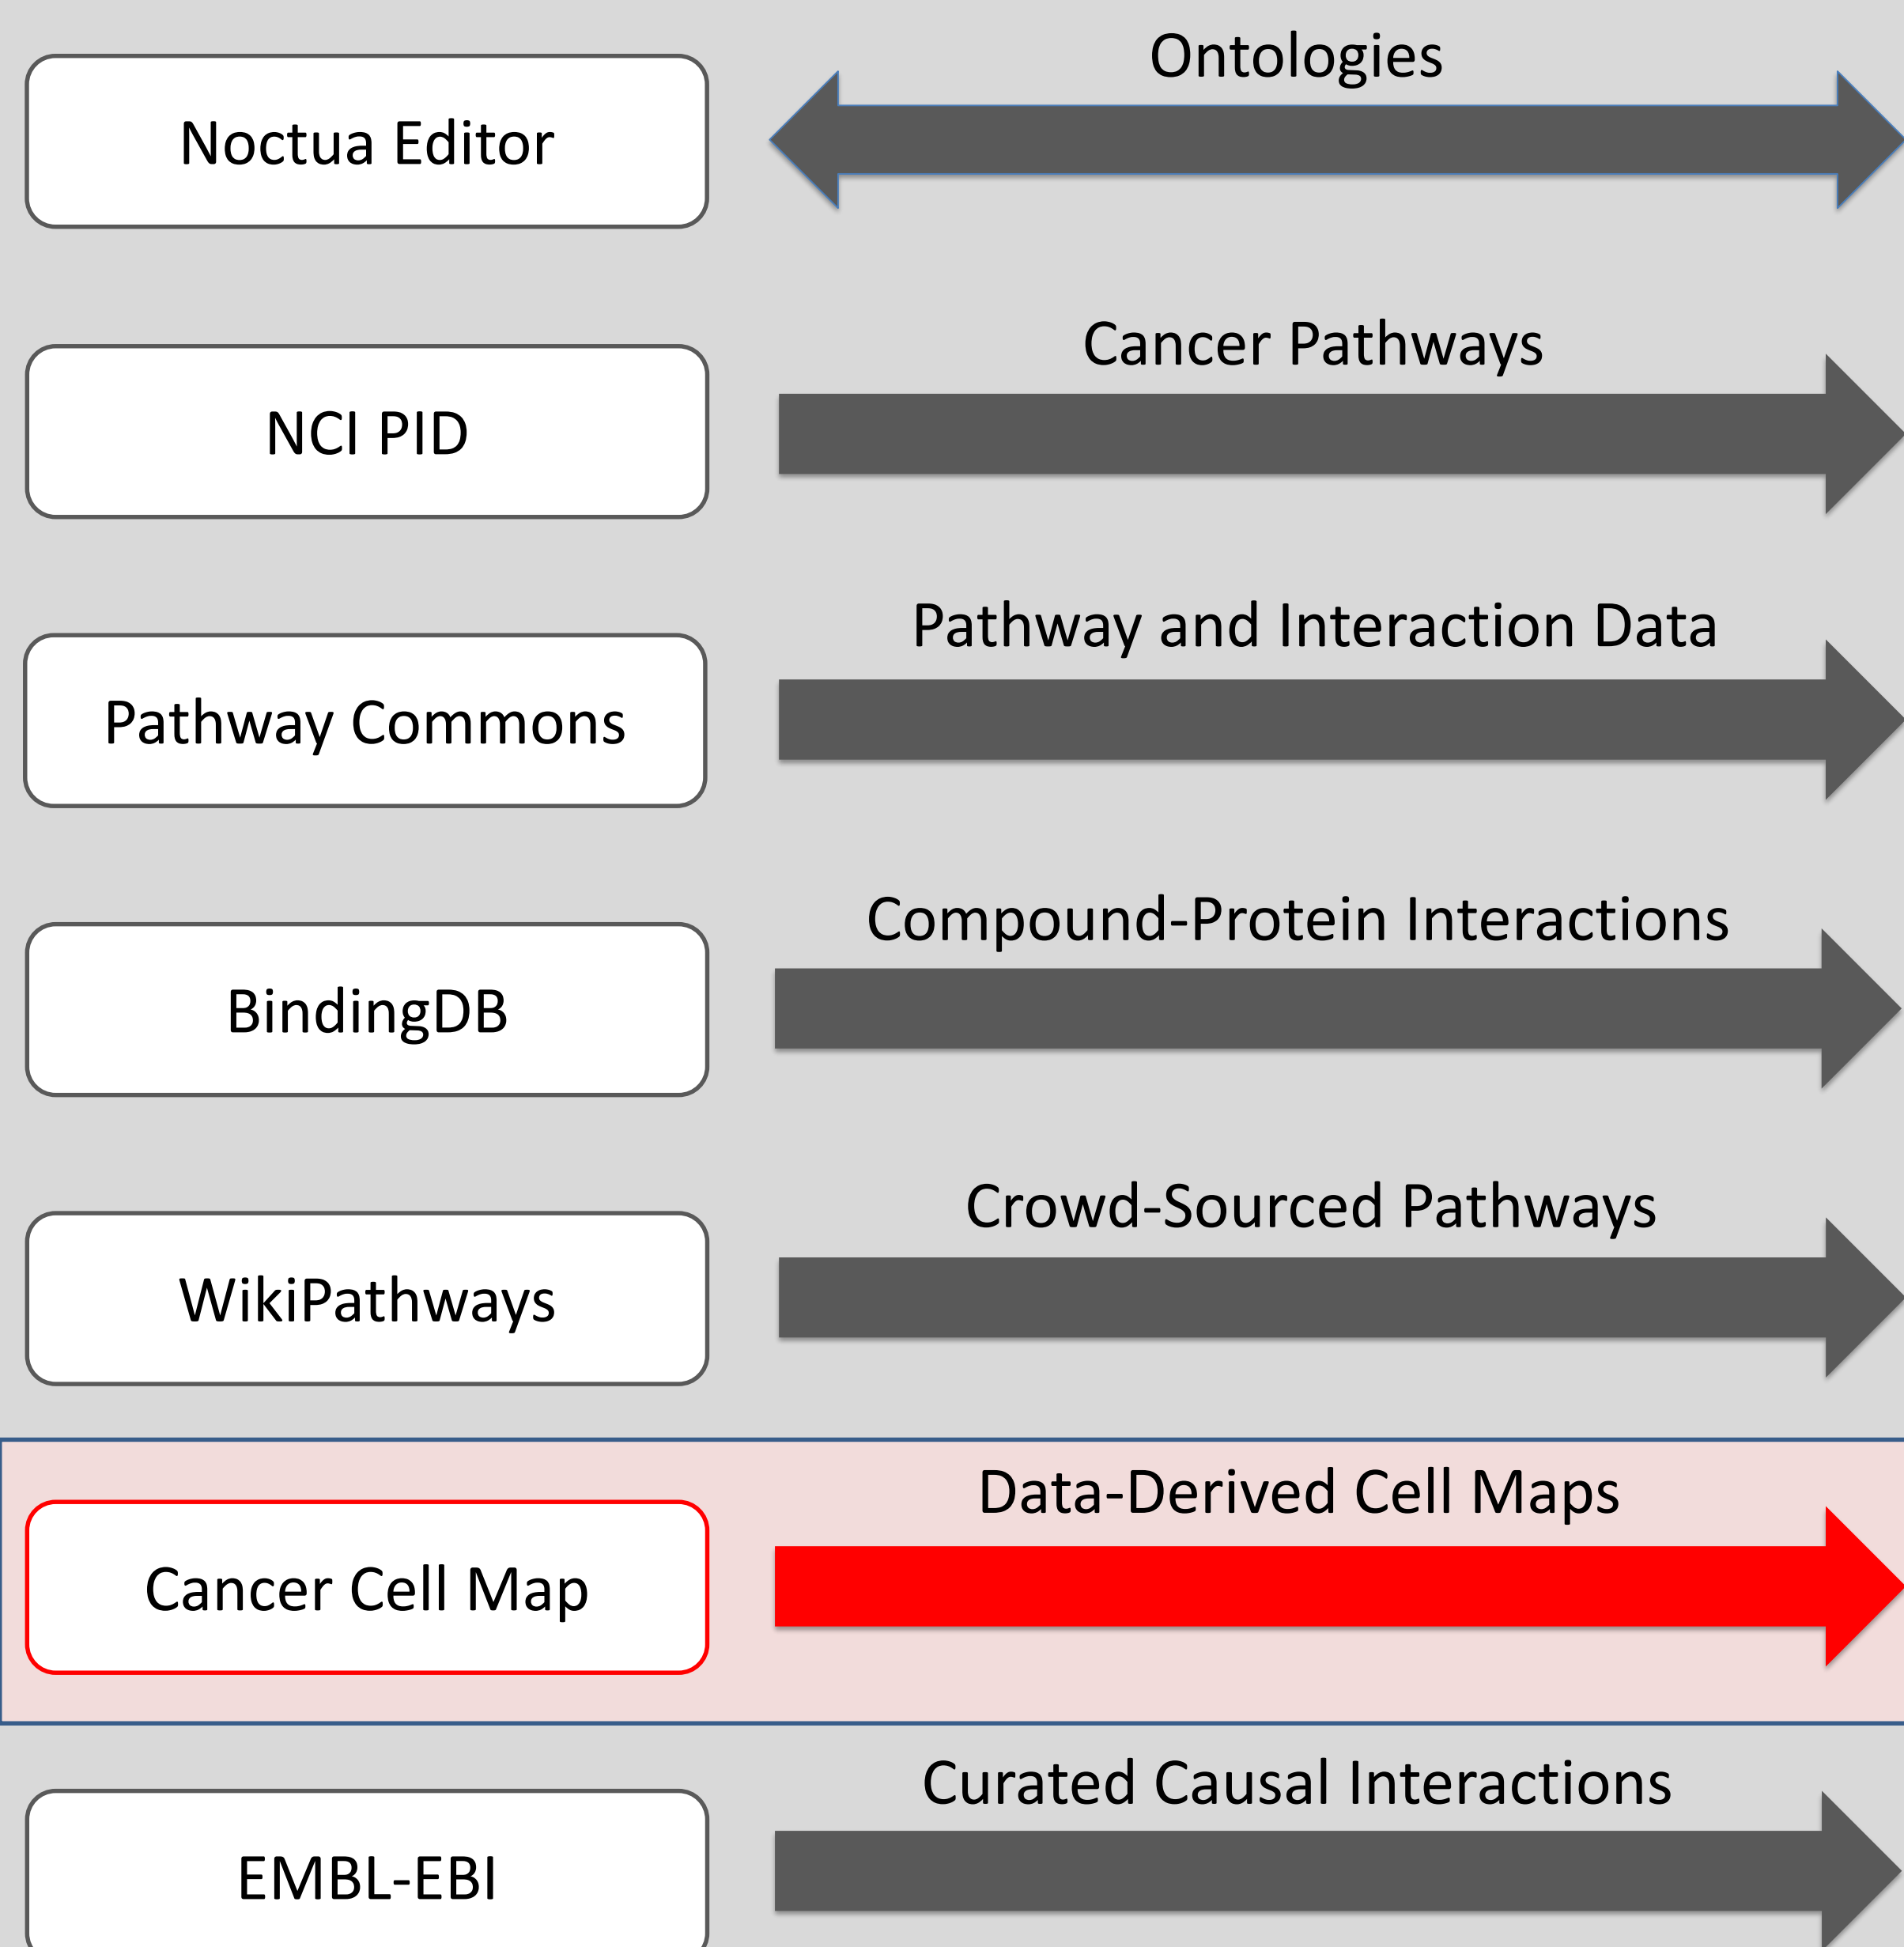 Ontologies
Noctua Editor
Cancer Pathways
NCI PID
Pathway and Interaction Data
Pathway Commons
Compound-Protein Interactions
BindingDB
Crowd-Sourced Pathways
WikiPathways
Data-Derived Cell Maps
Cancer Cell Map
Curated Causal Interactions
EMBL-EBI